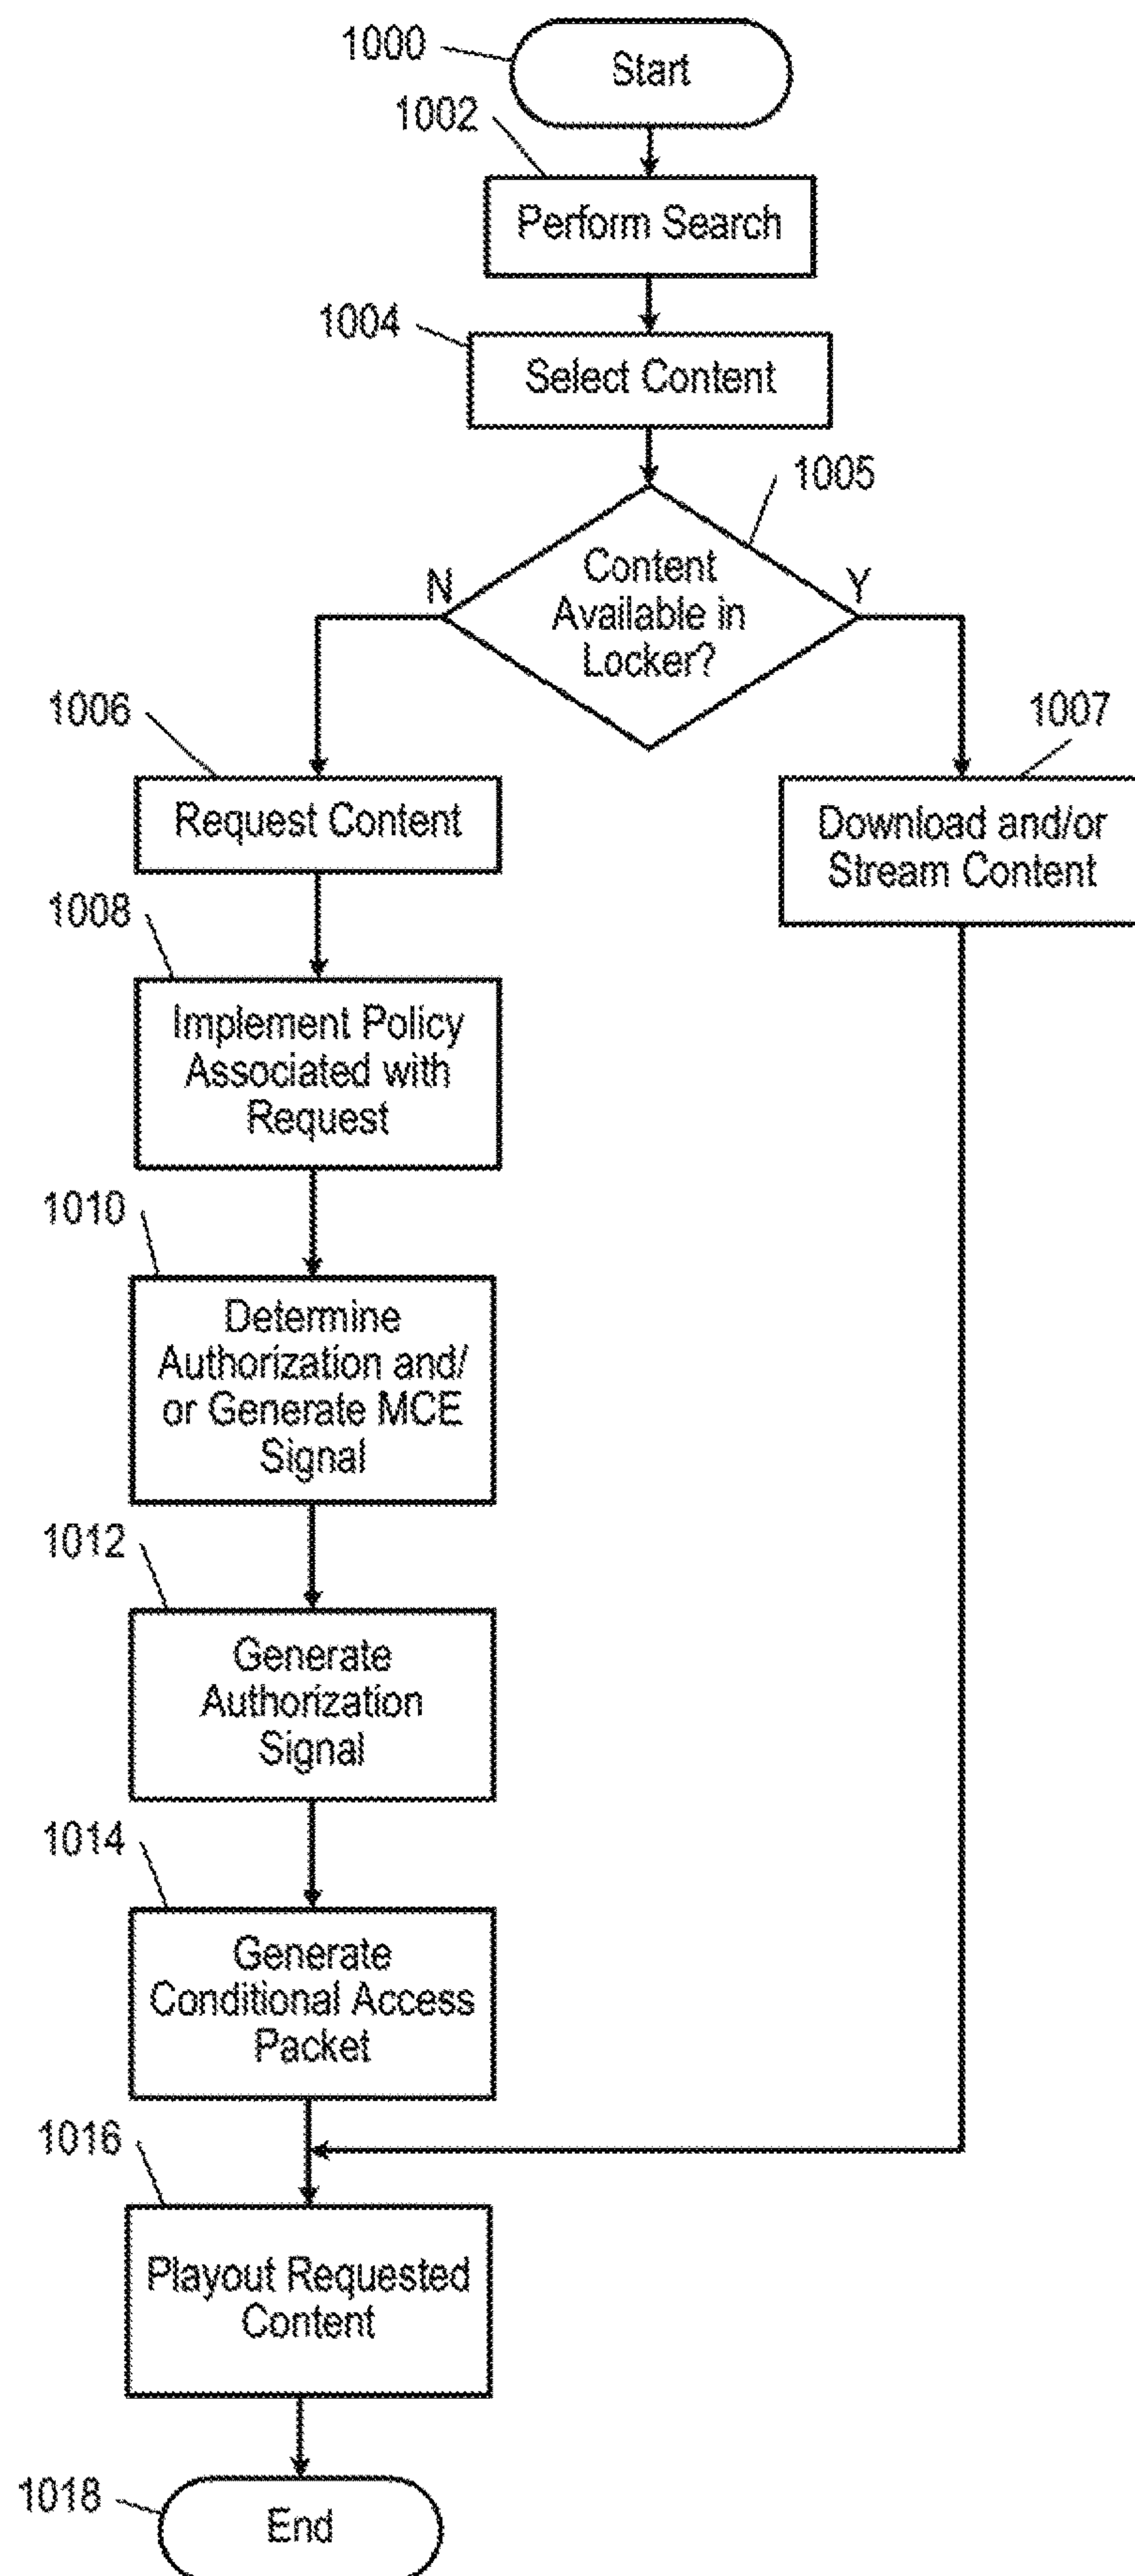 1000
Start
1002
Perform Search
1004
Select Content
1005
Content
Available in
Locker?
N
Y
1006
Request Content
1007
Download and/or
Stream Content
1008
Implement Policy
Associated with
Request
1010
Determine
Authorization and/
or Generate MCE
Signal
1012
Generate
Authorization
Signal
1014
Generate
Conditional Access
Packet
1016
Playout Requested
Content
1018
End